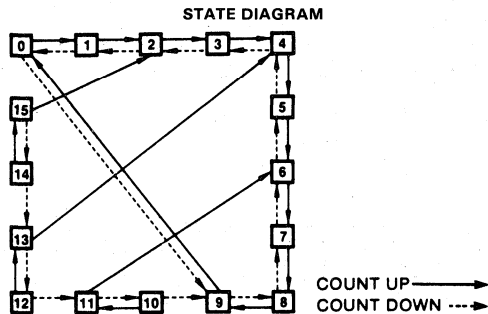 STATE DIAGRAM
0 1 2 3 4
15 5
14 6
13 7
12 11 10 9 8
COUNT UP
COUNT DOWN